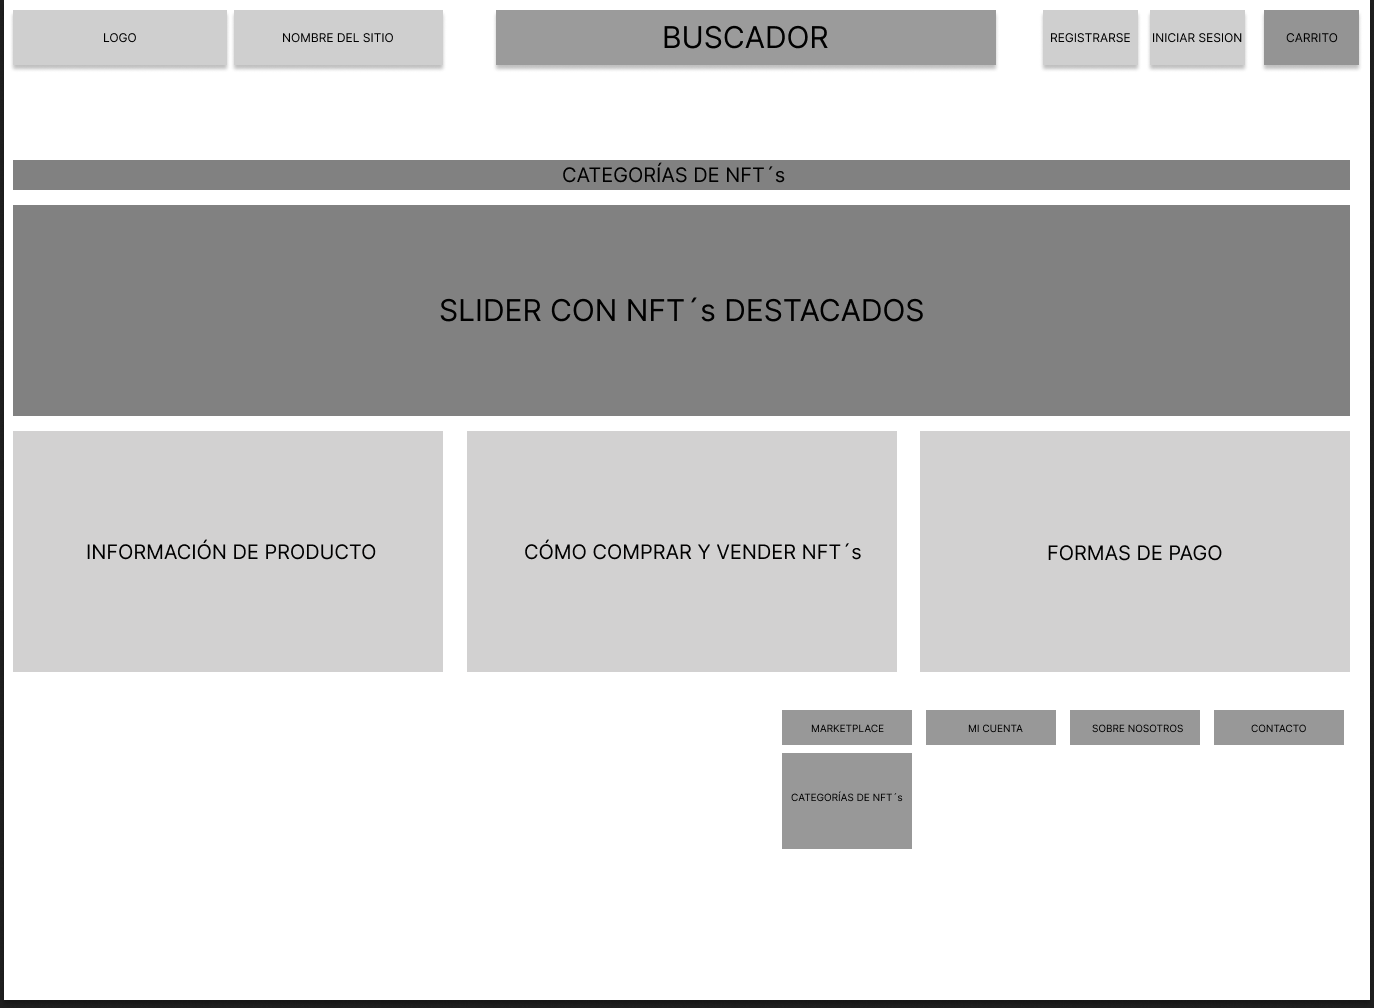 LOGO
NOMBRE DEL SITIO
BUSCADOR
REGISTRARSE
INICIAR SESION
CARRITO
CATEGORÍAS DE NFT´s
SLIDER CON NFT´s DESTACADOS
INFORMACIÓN DE PRODUCTO
CÓMO COMPRAR Y VENDER NFT´s
FORMAS DE PAGO
MARKETPLACE
MI CUENTA
SOBRE NOSOTROS
CONTACTO
CATEGORÍAS DE NFT´s